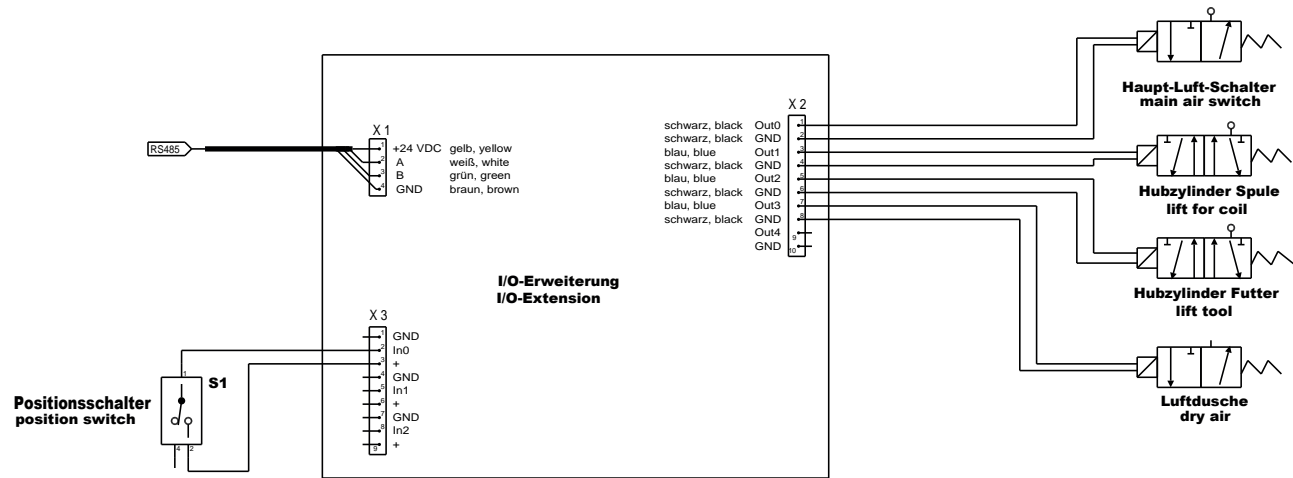 RS485
X 1
1 +24 VDC gelb, yellow
2 A weiß, white
3 B grün, green
4 GND braun, brown
I/O-Erweiterung
I/O-Extension
X 2
schwarz, black Out0 1
schwarz, black GND 2
blau, blue Out1 3
schwarz, black GND 4
blau, blue Out2 5
schwarz, black GND 6
blau, blue Out3 7
schwarz, black GND 8
Out4 9
GND 10
X 3
1 GND
2 In0
3 +
4 GND
5 In1
6 +
7 GND
8 In2
9 +
1
S1
Positionsschalter
position switch
4 2
Haupt-Luft-Schalter
main air switch
Hubzylinder Spule
lift for coil
Hubzylinder Futter
lift tool
Luftdusche
dry air